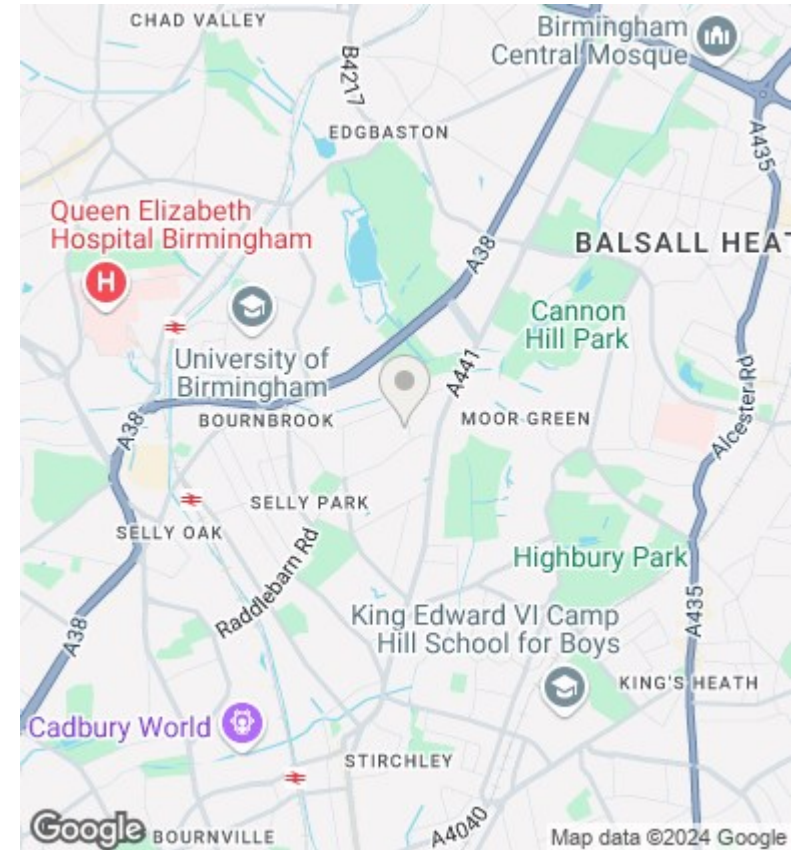 CHAD VALLEY
Birmingham
Central Mosque
B4217
EDGBASTON
A435
Queen Elizabeth
Hospital Birmingham
H
A38
BALSALL HEAT
Cannon
Hill Park
University of
Birmingham
A441
Alcester Rd
A38
BOURNBROOK
MOOR GREEN
SELLY PARK
SELLY OAK
Raddlebarn Rd
Highbury Park
A435
A38
King Edward VI Camp
Hill School for Boys
KING'S HEATH
Cadbury World
STIRCHLEY
A4040
Google
BOURNVILLE
Map data ©2024 Google